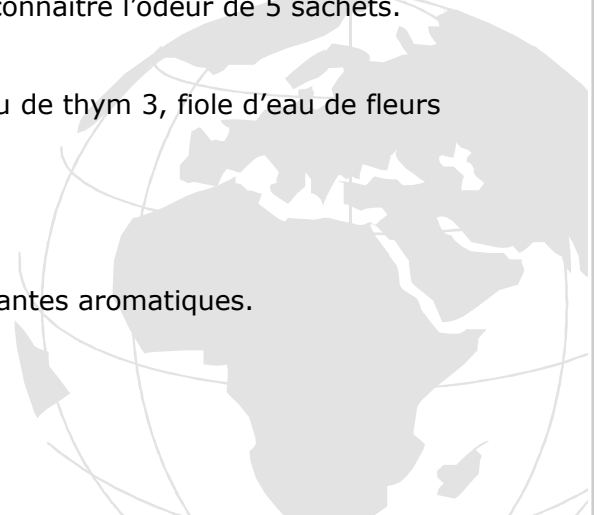 connaître l’odeur de 5 sachets.
u de thym 3, fiole d’eau de fleurs
antes aromatiques.